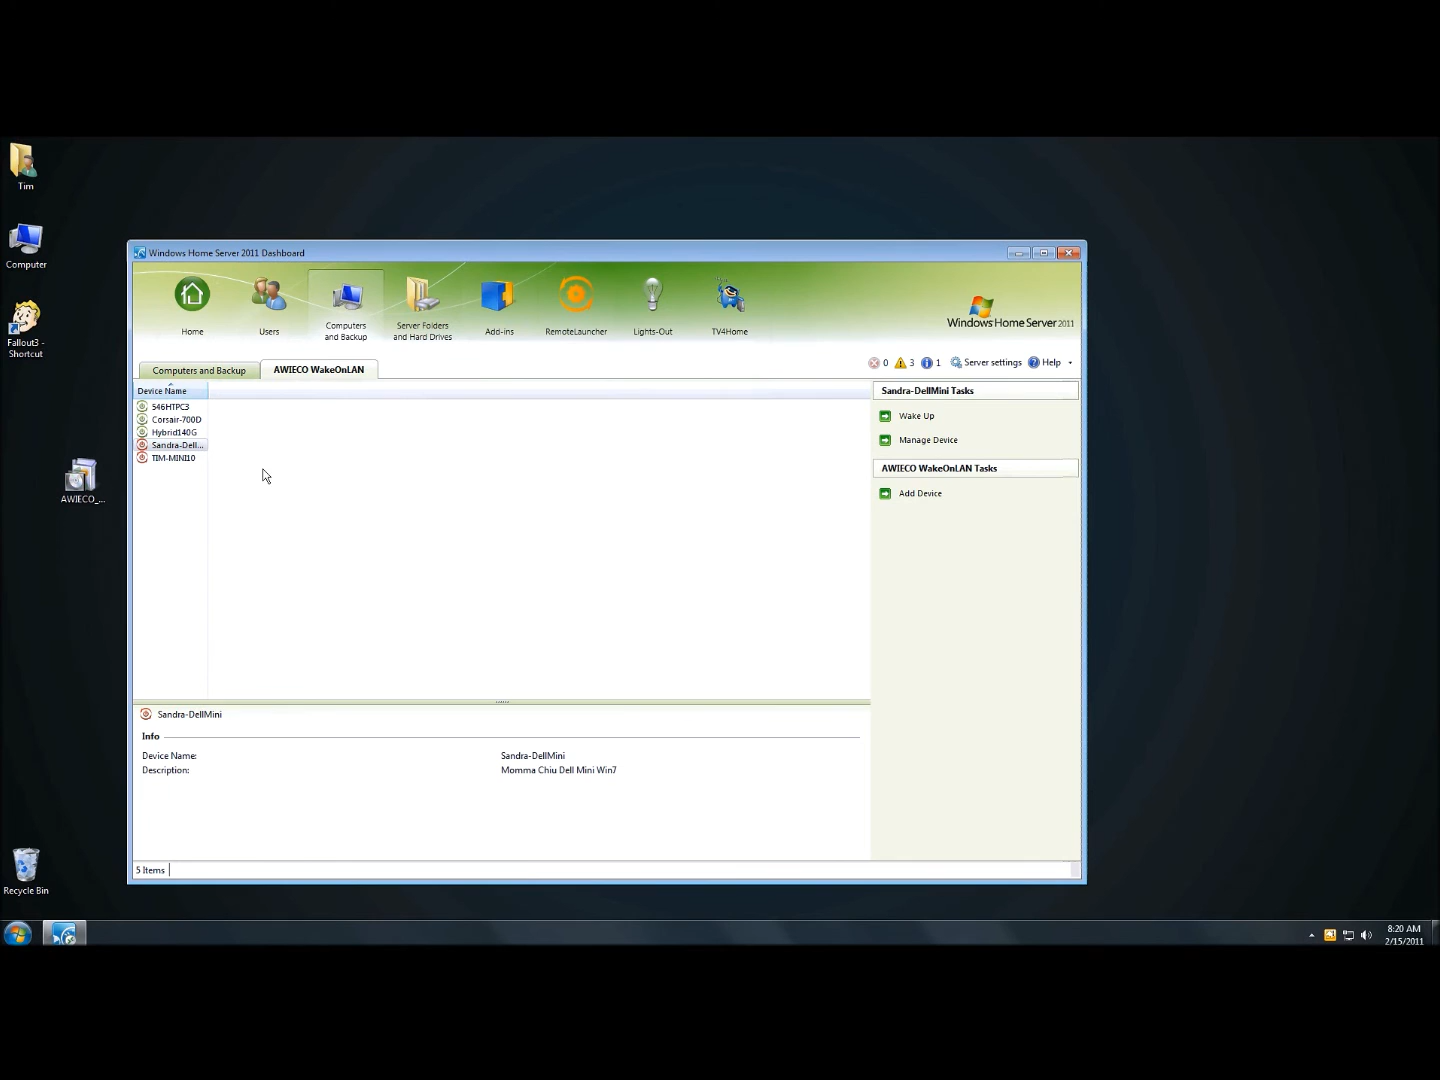 Tim
Computer
Fallout3 -
Shortcut
AWIECO_...
Recycle Bin
Windows Home Server 2011 Dashboard
Home
Users
Computers
and Backup
Server Folders
and Hard Drives
Add-ins
RemoteLauncher
Lights-Out
TV4Home
Windows Home Server 2011
Computers and Backup
AWIECO WakeOnLAN
0
3
1
Server settings
Help
Device Name
546HTPC3
Corsair-700D
Hybrid140G
Sandra-Dell...
TIM-MINI10
Sandra-DellMini Tasks
Wake Up
Manage Device
AWIECO WakeOnLAN Tasks
Add Device
Sandra-DellMini
Info
Device Name: Sandra-DellMini
Description: Momma Chiu Dell Mini Win7
5 Items
8:20 AM
2/15/2011